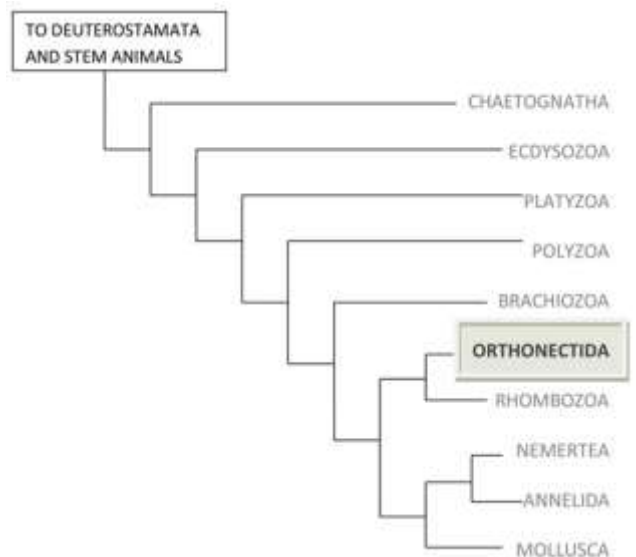 TO DEUTEROSTAMATA
AND STEM ANIMALS
CHAETOGNATHA
ECDYSOZOA
PLATYZOA
POLYZOA
BRACHIOZOA
ORTHONECTIDA
RHOMBOZOA
NEMERTEA
ANNELIDA
MOLLUSCA